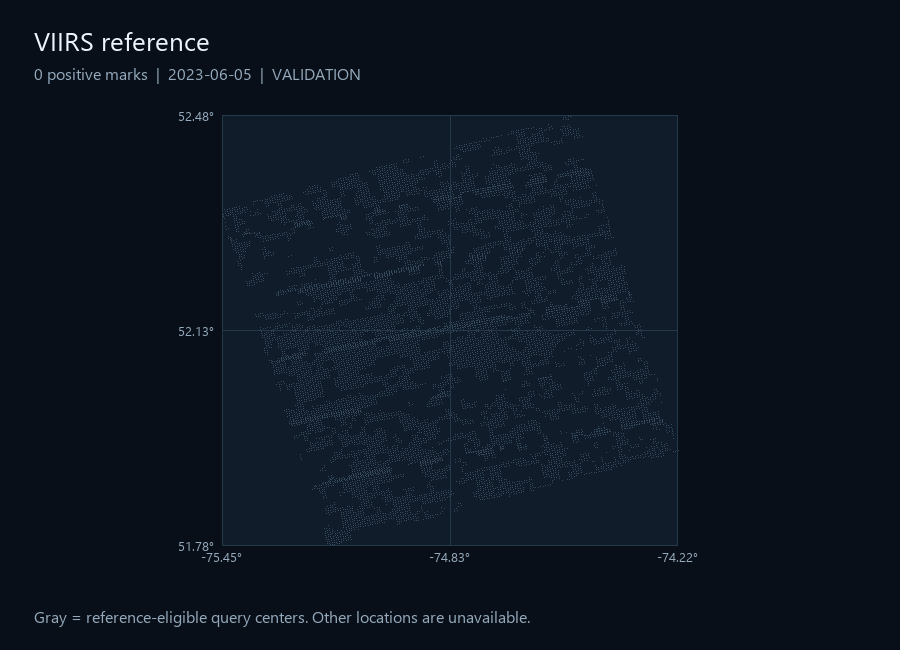 VIIRS reference
0 positive marks | 2023-06-05 | VALIDATION
52.48°
52.13°
51.78°
-75.45° -74.83° -74.22°
Gray = reference-eligible query centers. Other locations are unavailable.